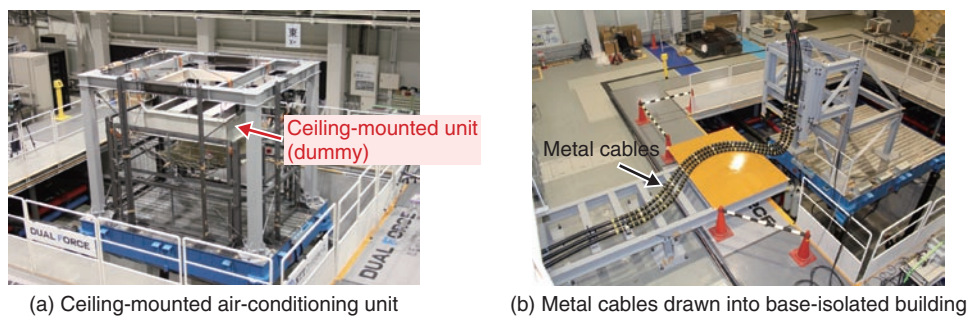 東
Ceiling-mounted unit
(dummy)
DUAL FORCE
DUAL FORCE
Metal cables
(a) Ceiling-mounted air-conditioning unit
(b) Metal cables drawn into base-isolated building